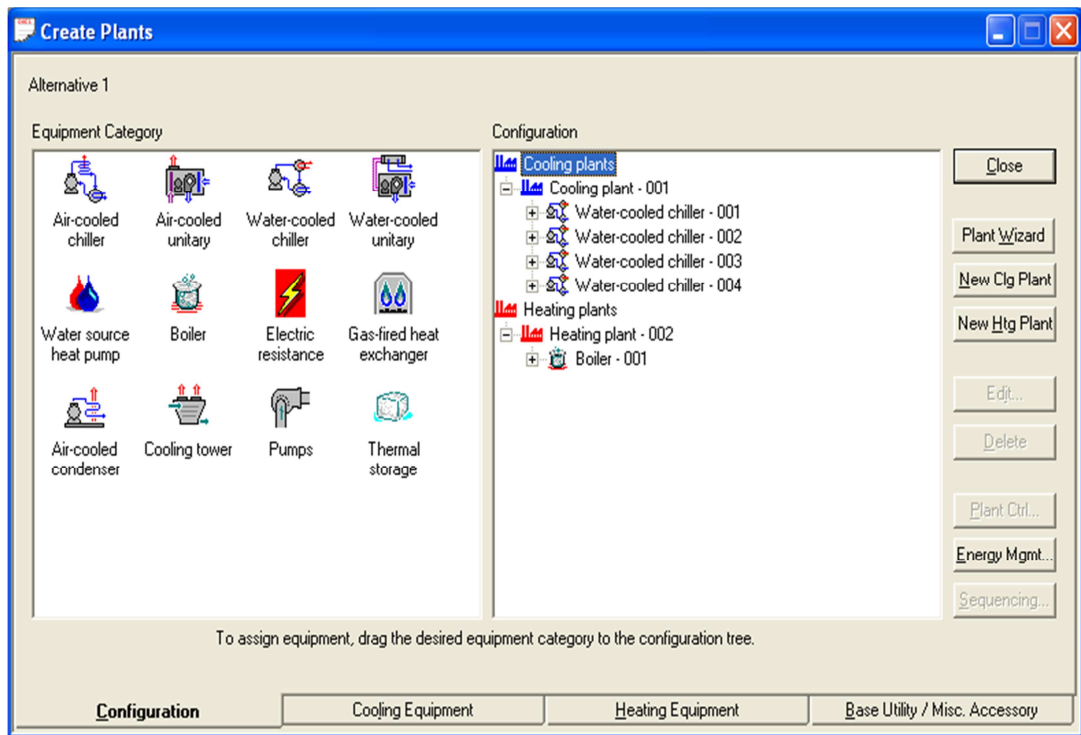 Create Plants
Alternative 1
Equipment Category
Air-cooled
chiller
Air-cooled
unitary
Water-cooled
chiller
Water-cooled
unitary
Water source
heat pump
Boiler
Electric
resistance
Gas-fired heat
exchanger
Air-cooled
condenser
Cooling tower
Pumps
Thermal
storage
Configuration
Cooling plants
Cooling plant - 001
Water-cooled chiller - 001
Water-cooled chiller - 002
Water-cooled chiller - 003
Water-cooled chiller - 004
Heating plants
Heating plant - 002
Boiler - 001
Close
Plant Wizard
New Clg Plant
New Htg Plant
Edit...
Delete
Plant Ctrl...
Energy Mgmt...
Sequencing...
To assign equipment, drag the desired equipment category to the configuration tree.
Configuration
Cooling Equipment
Heating Equipment
Base Utility / Misc. Accessory